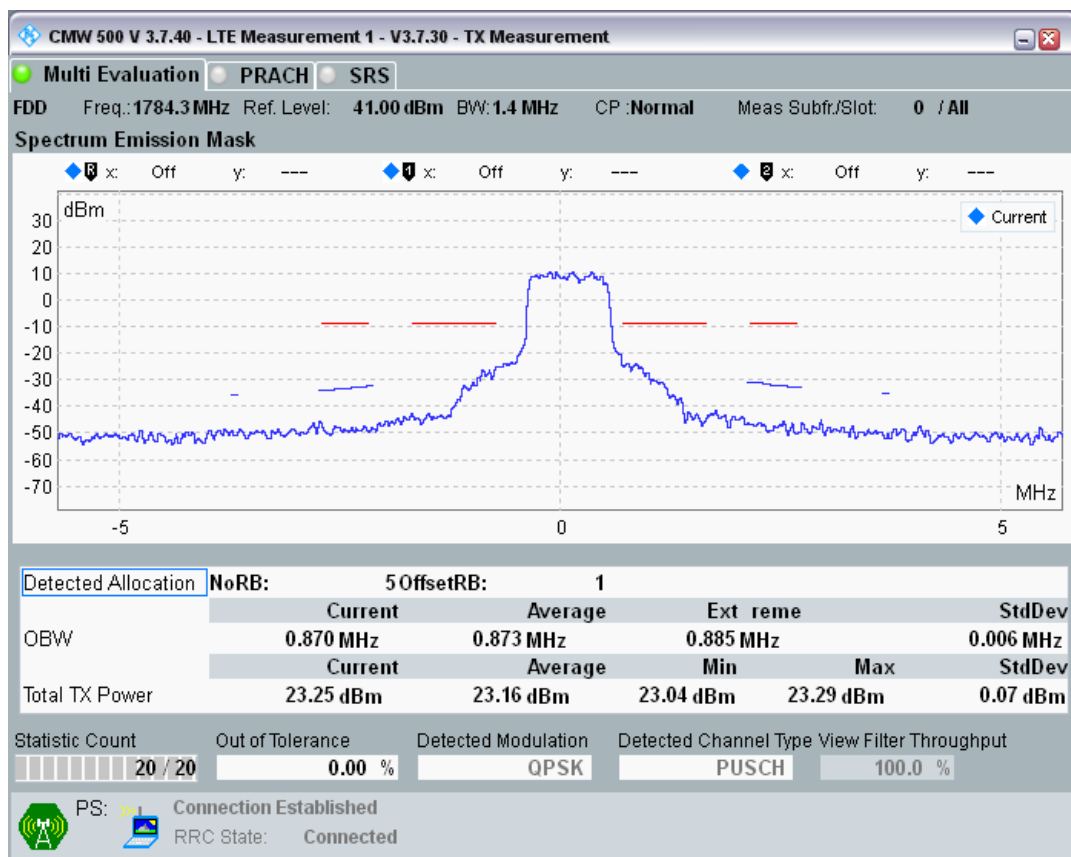 CMW 500 V 3.7.40 - LTE Measurement 1 - V3.7.30 - TX Measurement
Multi Evaluation PRACH SRS
FDD Freq.: 1784.3 MHz Ref. Level: 41.00 dBm BW: 1.4 MHz CP :Normal Meas Subfr./Slot: 0 / All
Spectrum Emission Mask
R x: Off y: --- 1 x: Off y: --- 2 x: Off y: ---
dBm
Current
30
20
10
0
-10
-20
-30
-40
-50
-60
-70
MHz
-5 0 5
Detected Allocation NoRB: 5 OffsetRB: 1
Current Average Ext reme StdDev
OBW 0.870 MHz 0.873 MHz 0.885 MHz 0.006 MHz
Current Average Min Max StdDev
Total TX Power 23.25 dBm 23.16 dBm 23.04 dBm 23.29 dBm 0.07 dBm
Statistic Count Out of Tolerance Detected Modulation Detected Channel Type View Filter Throughput
20 / 20 0.00 % QPSK PUSCH 100.0 %
PS: Connection Established
RRC State: Connected